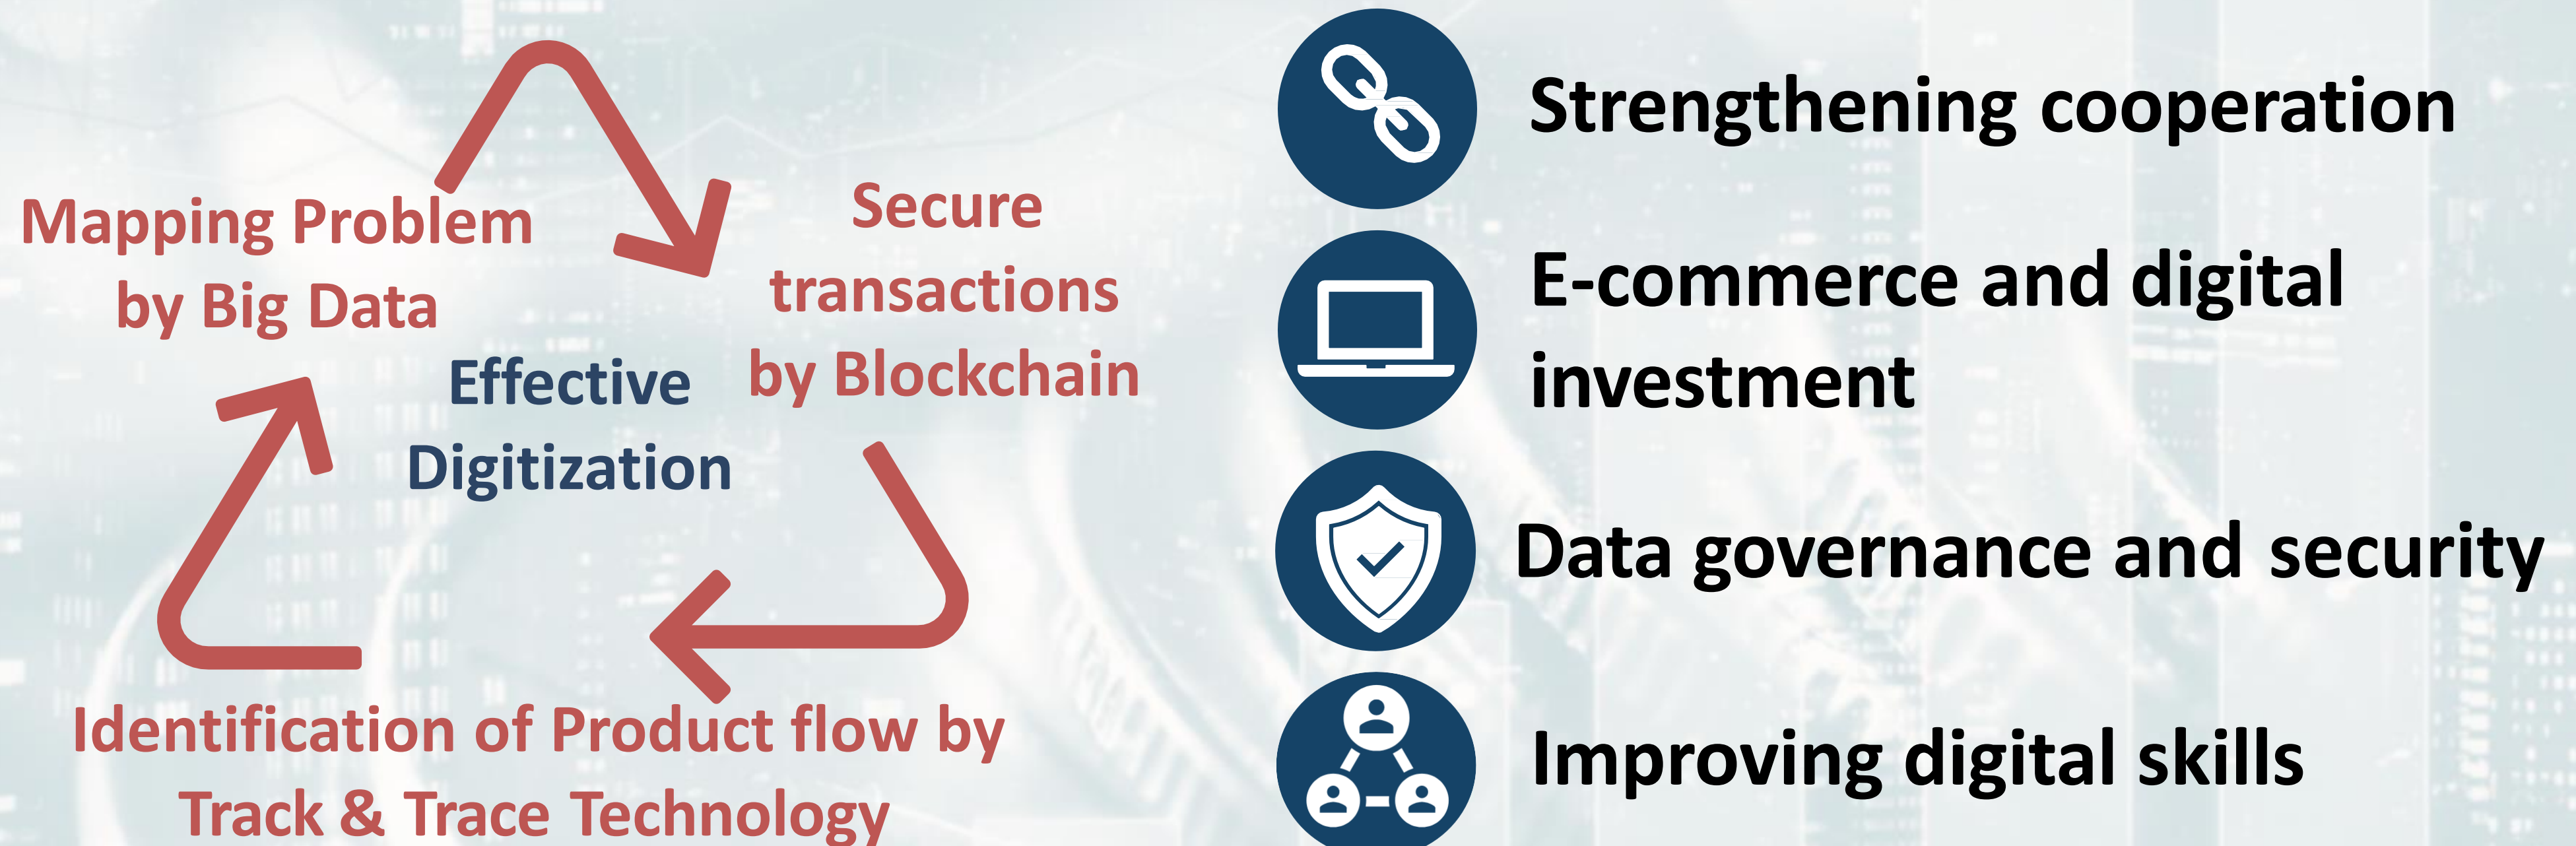 Mapping Problem
by Big Data
Secure
transactions
by Blockchain
Effective
Digitization
Identification of Product flow by
Track & Trace Technology
Strengthening cooperation
E-commerce and digital
investment
Data governance and security
Improving digital skills